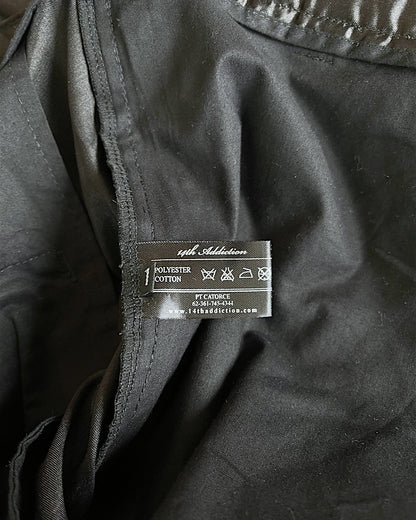 14th Addiction
1 POLYESTER
COTTON
PT CATORCE
62-361-745-4344
www.14thaddiction.com